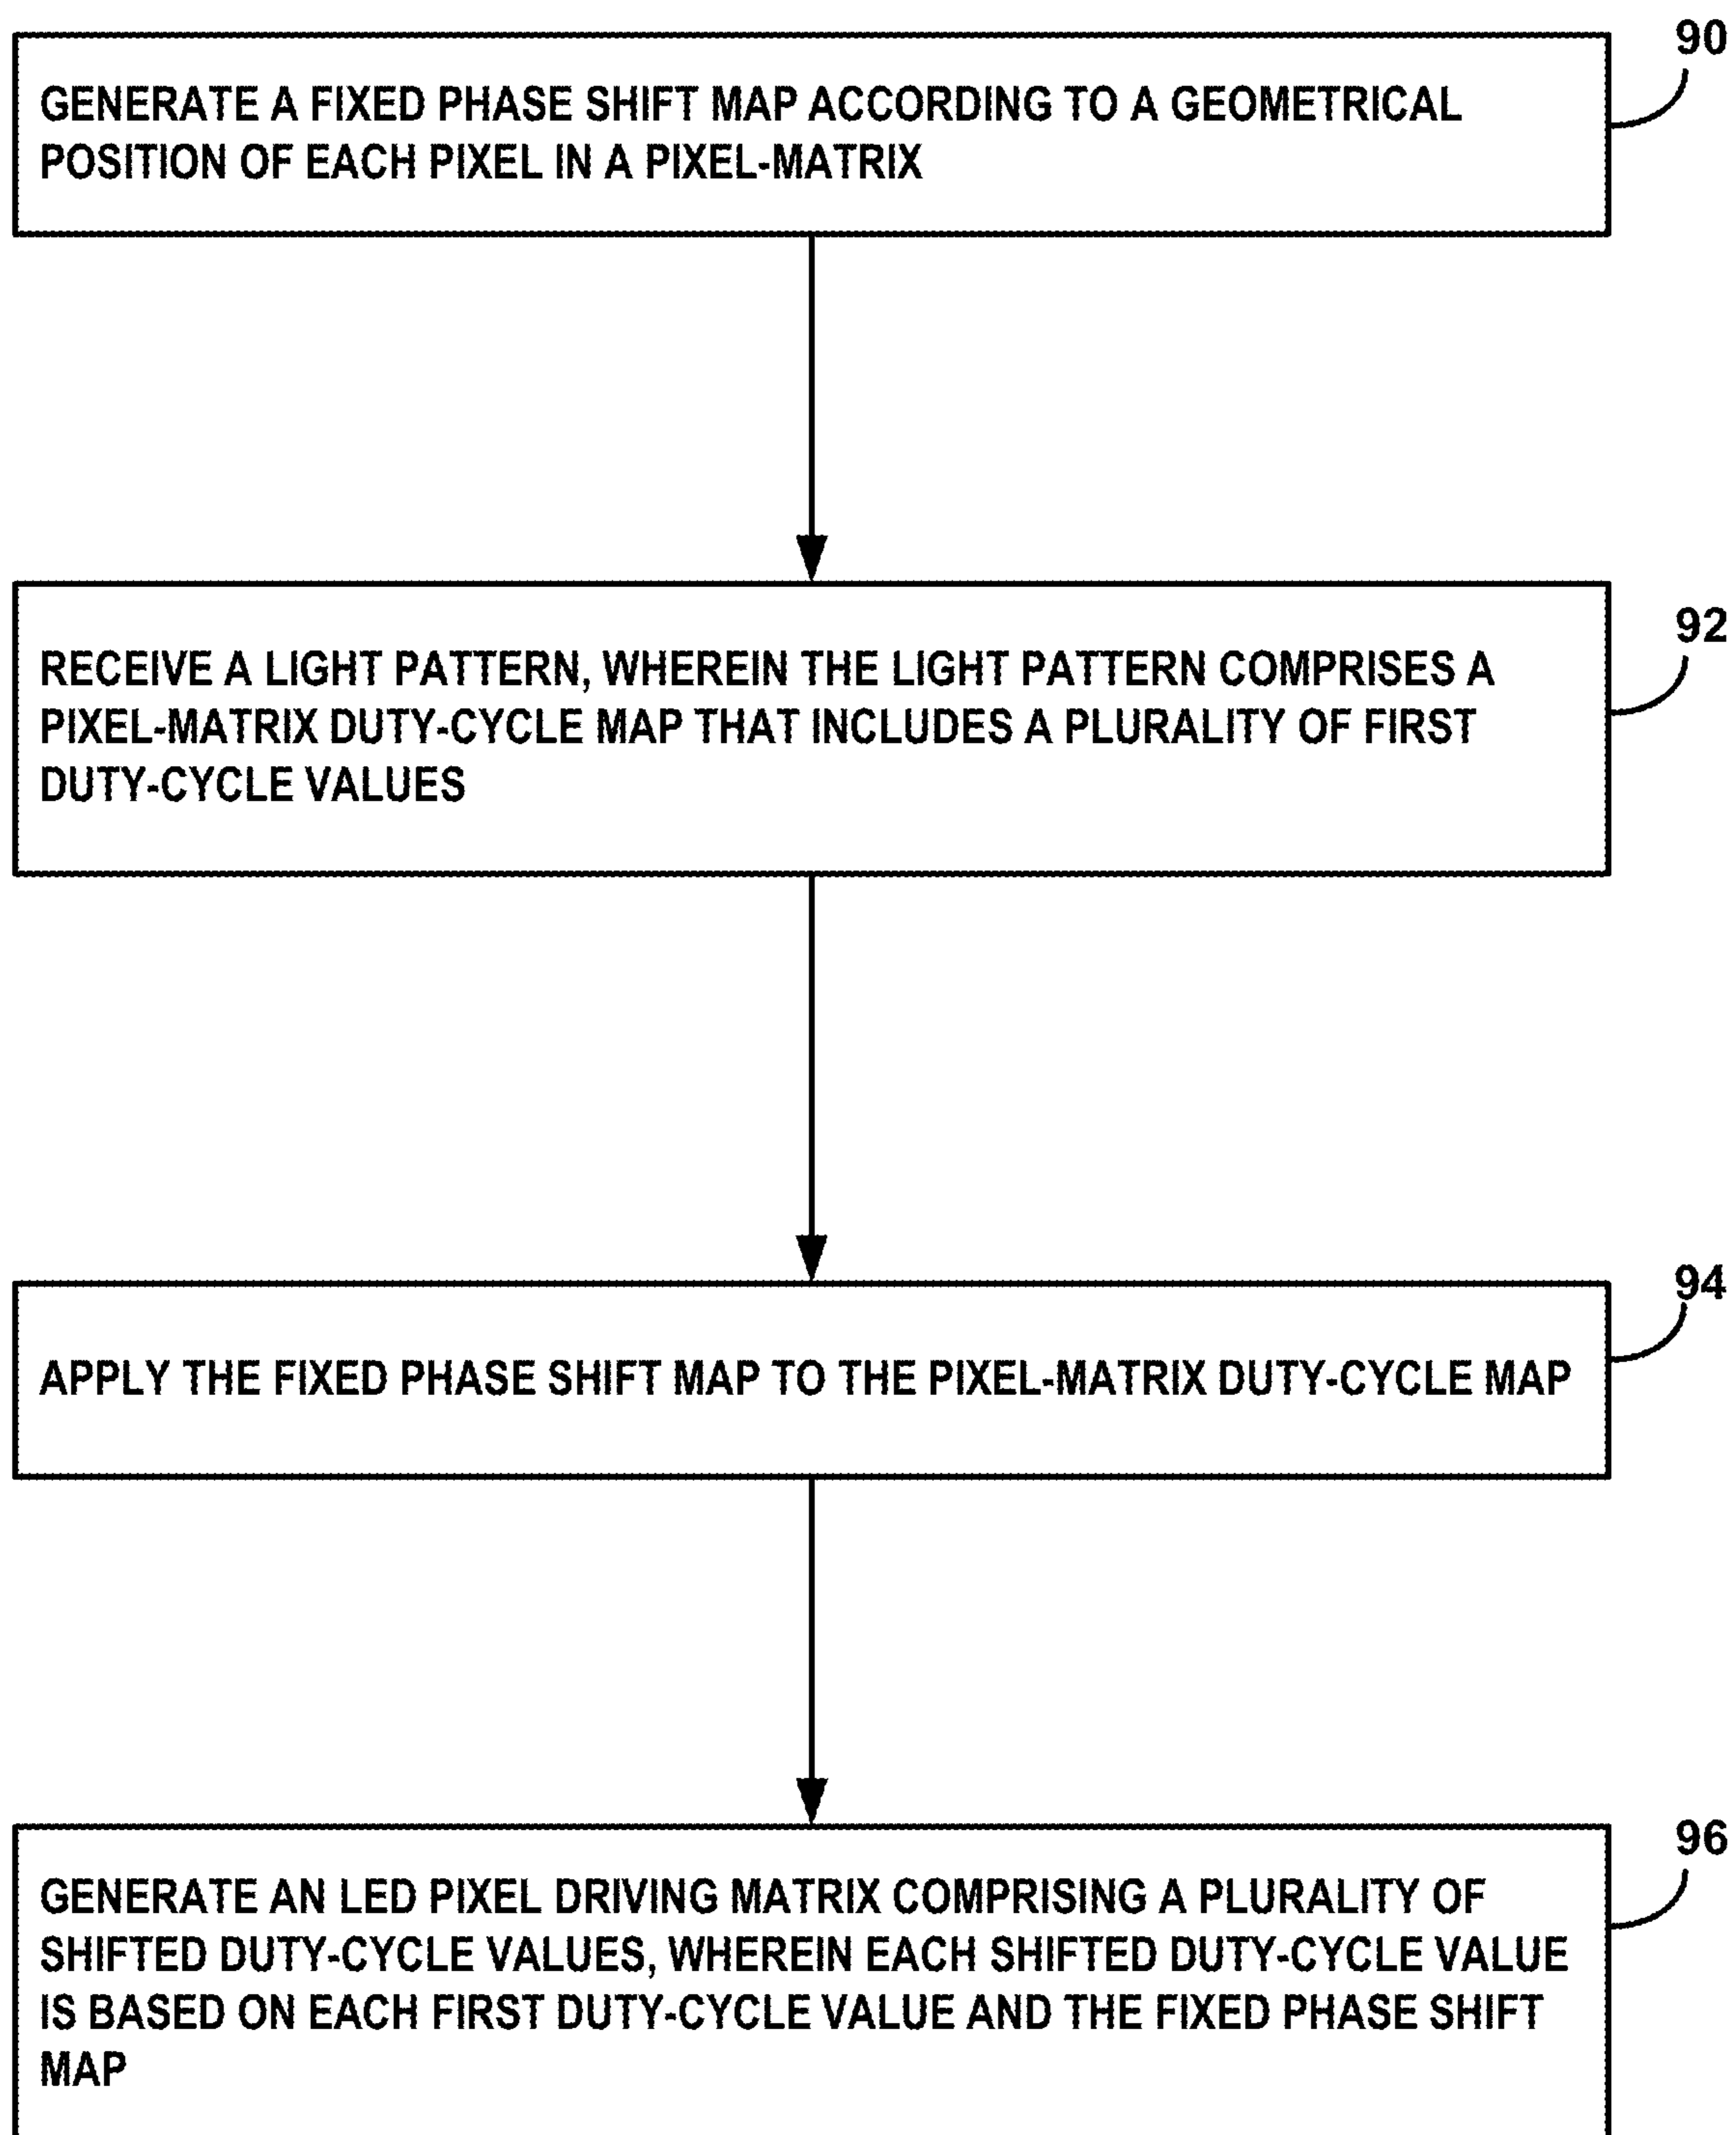 90
GENERATE A FIXED PHASE SHIFT MAP ACCORDING TO A GEOMETRICAL
POSITION OF EACH PIXEL IN A PIXEL-MATRIX
92
RECEIVE A LIGHT PATTERN, WHEREIN THE LIGHT PATTERN COMPRISES A
PIXEL-MATRIX DUTY-CYCLE MAP THAT INCLUDES A PLURALITY OF FIRST
DUTY-CYCLE VALUES
94
APPLY THE FIXED PHASE SHIFT MAP TO THE PIXEL-MATRIX DUTY-CYCLE MAP
96
GENERATE AN LED PIXEL DRIVING MATRIX COMPRISING A PLURALITY OF
SHIFTED DUTY-CYCLE VALUES, WHEREIN EACH SHIFTED DUTY-CYCLE VALUE
IS BASED ON EACH FIRST DUTY-CYCLE VALUE AND THE FIXED PHASE SHIFT
MAP